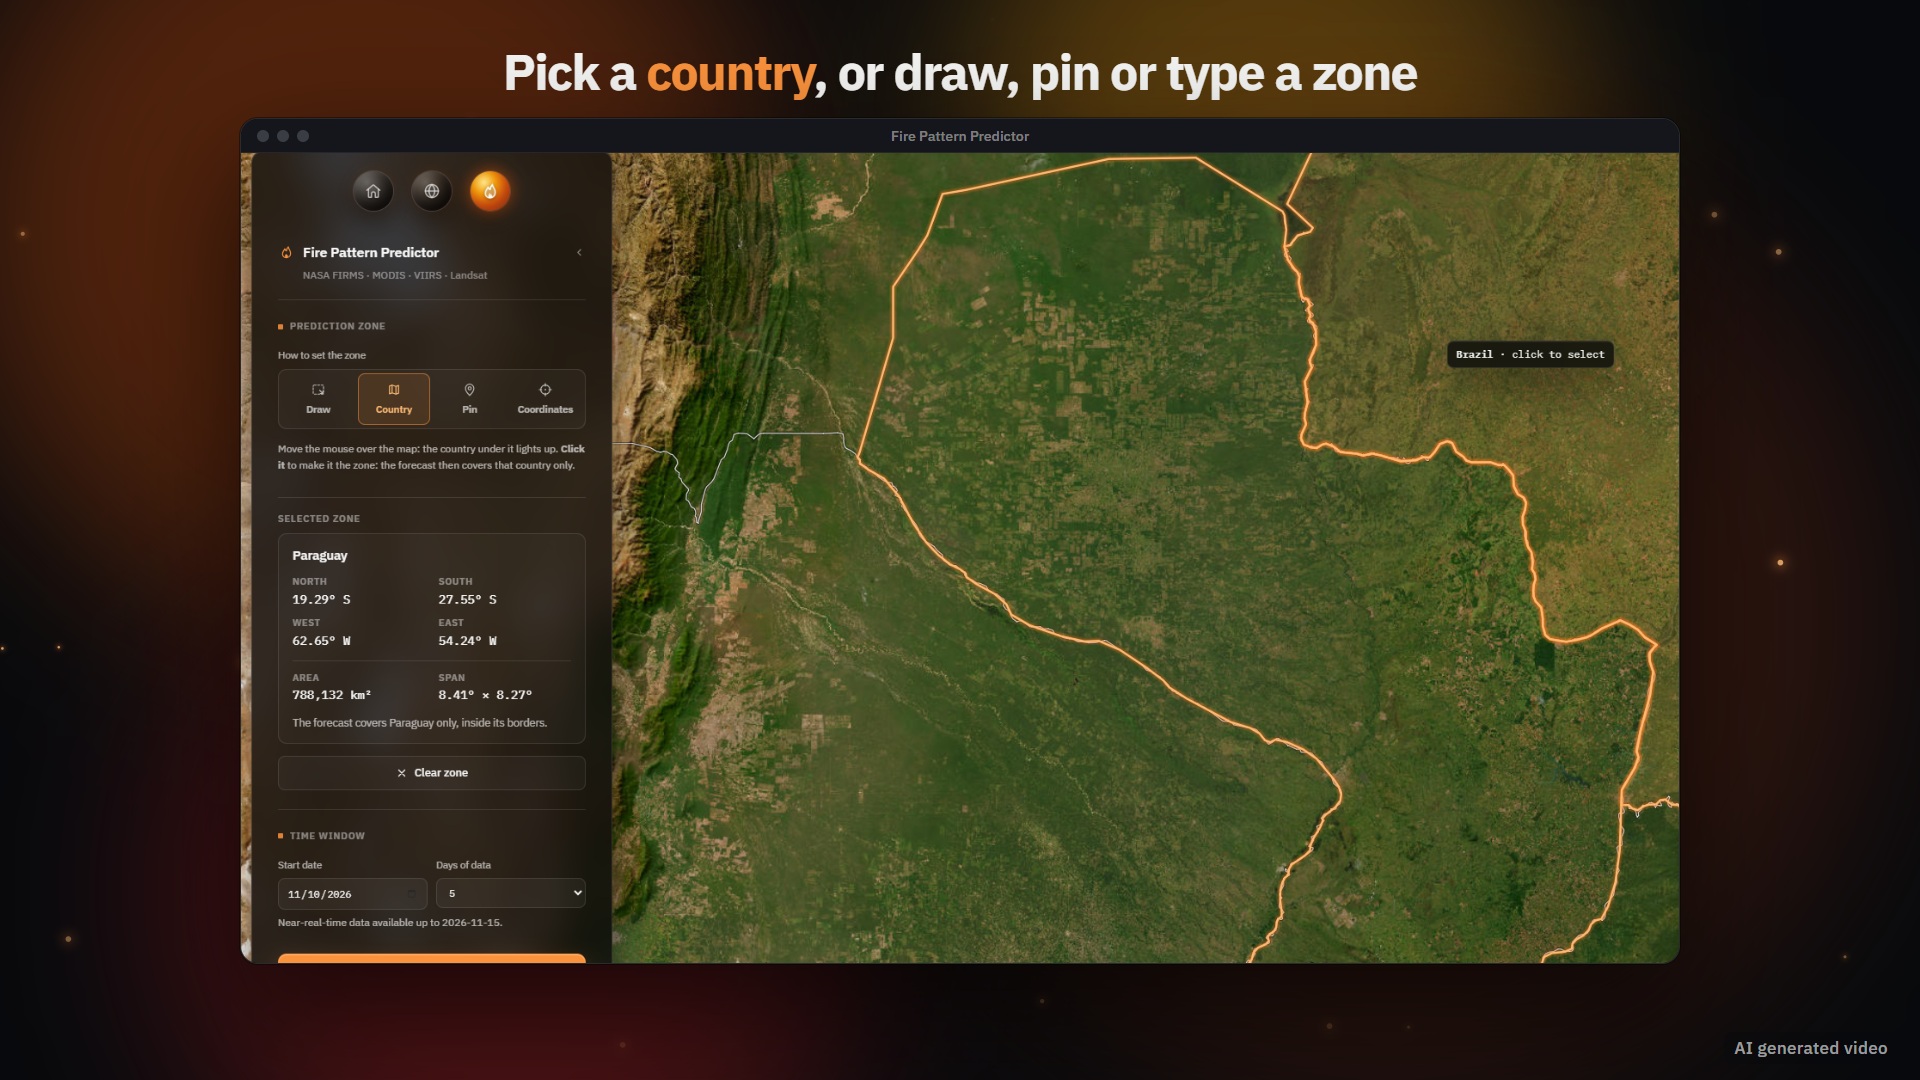 Pick a country, or draw, pin or type a zone
Fire Pattern Predictor
Fire Pattern Predictor
NASA FIRMS · MODIS · VIIRS · Landsat
PREDICTION ZONE
How to set the zone
Draw
Country
Pin
Coordinates
Move the mouse over the map: the country under it lights up. Click
it to make it the zone: the forecast then covers that country only.
SELECTED ZONE
Paraguay
NORTH
SOUTH
19.29° S
27.55° S
WEST
EAST
62.65° W
54.24° W
AREA
SPAN
788,132 km²
8.41° × 8.27°
The forecast covers Paraguay only, inside its borders.
Clear zone
TIME WINDOW
Start date
Days of data
11/10/2026
5
Near-real-time data available up to 2026-11-15.
Brazil · click to select
AI generated video